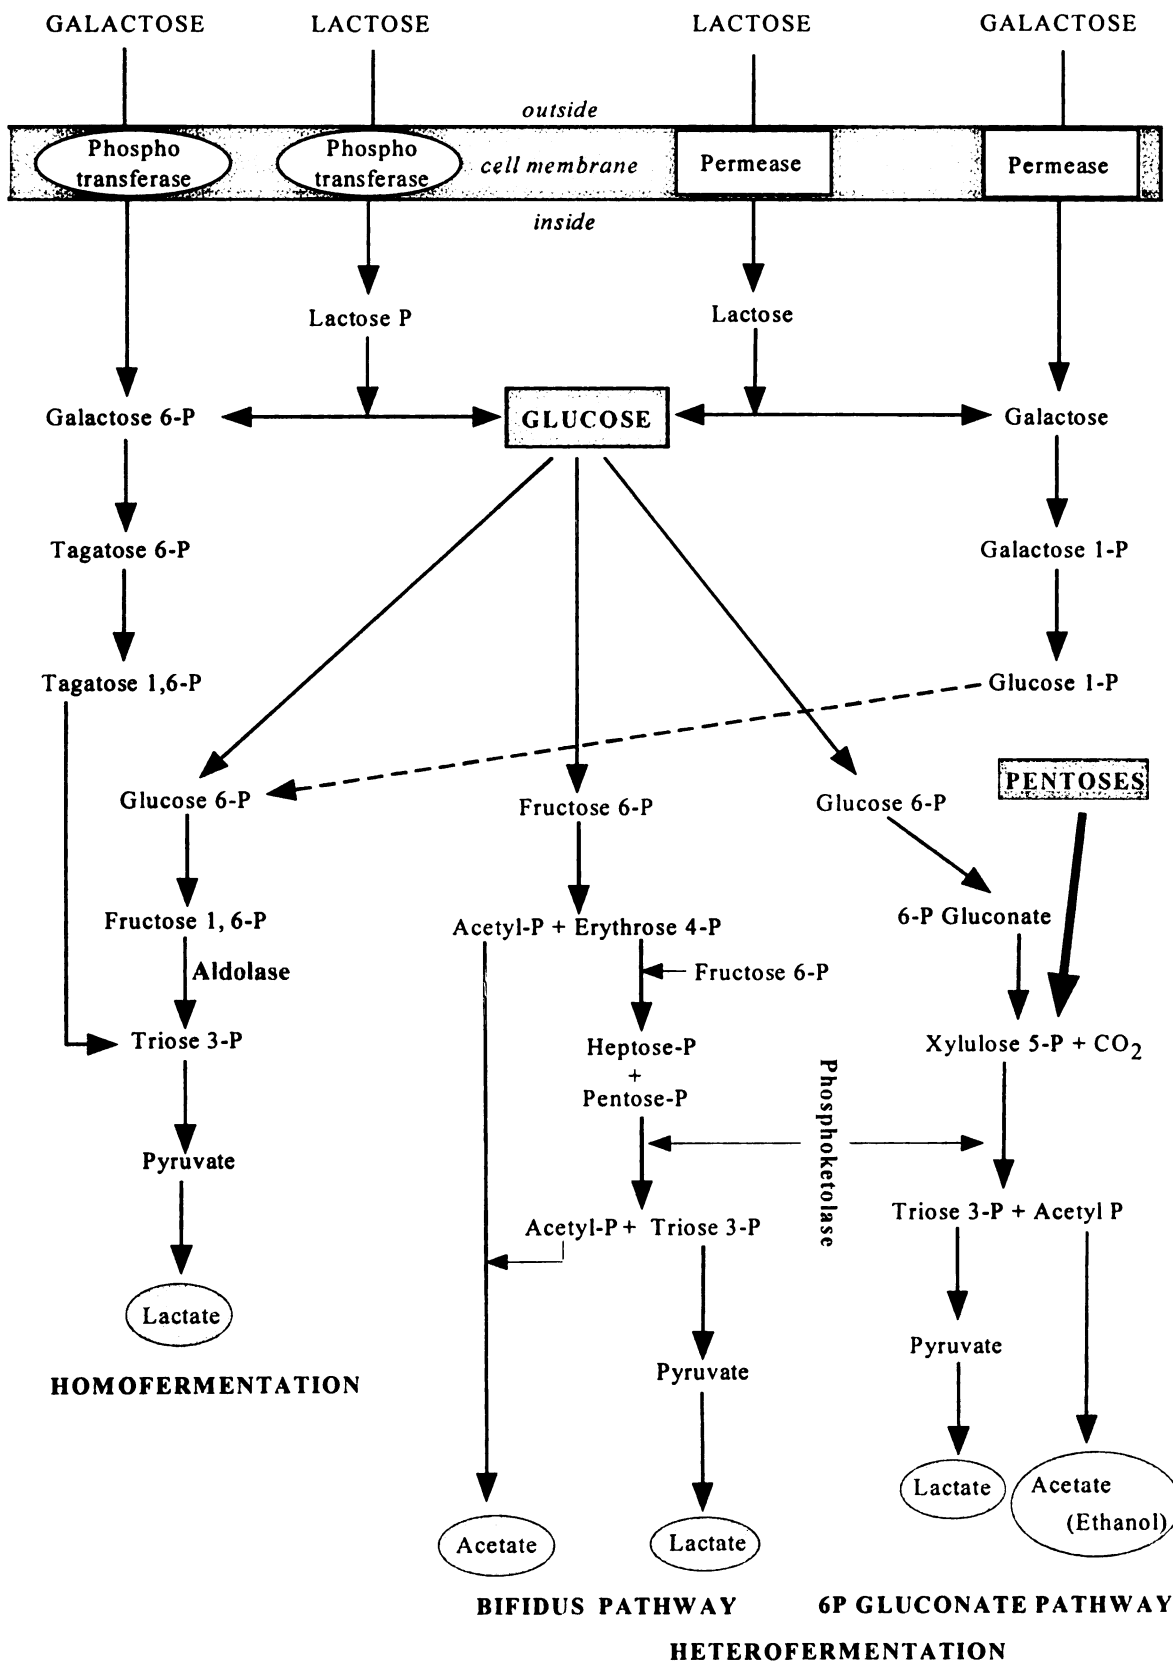 GALACTOSE
LACTOSE
LACTOSE
GALACTOSE
outside
Phospho
transferase
Phospho
transferase
cell membrane
Permease
Permease
inside
Lactose P
Lactose
Galactose 6-P
GLUCOSE
Galactose
Tagatose 6-P
Galactose 1-P
Tagatose 1,6-P
Glucose 1-P
Glucose 6-P
Fructose 6-P
Glucose 6-P
PENTOSES
Fructose 1, 6-P
Acetyl-P + Erythrose 4-P
6-P Gluconate
Aldolase
Fructose 6-P
Triose 3-P
Heptose-P
+
Pentose-P
Xylulose 5-P + CO2
Phosphoketolase
Pyruvate
Acetyl-P + Triose 3-P
Triose 3-P + Acetyl P
Lactate
Pyruvate
Pyruvate
HOMOFERMENTATION
Lactate
Acetate
(Ethanol)
Acetate
Lactate
BIFIDUS PATHWAY
6P GLUCONATE PATHWAY
HETEROFERMENTATION